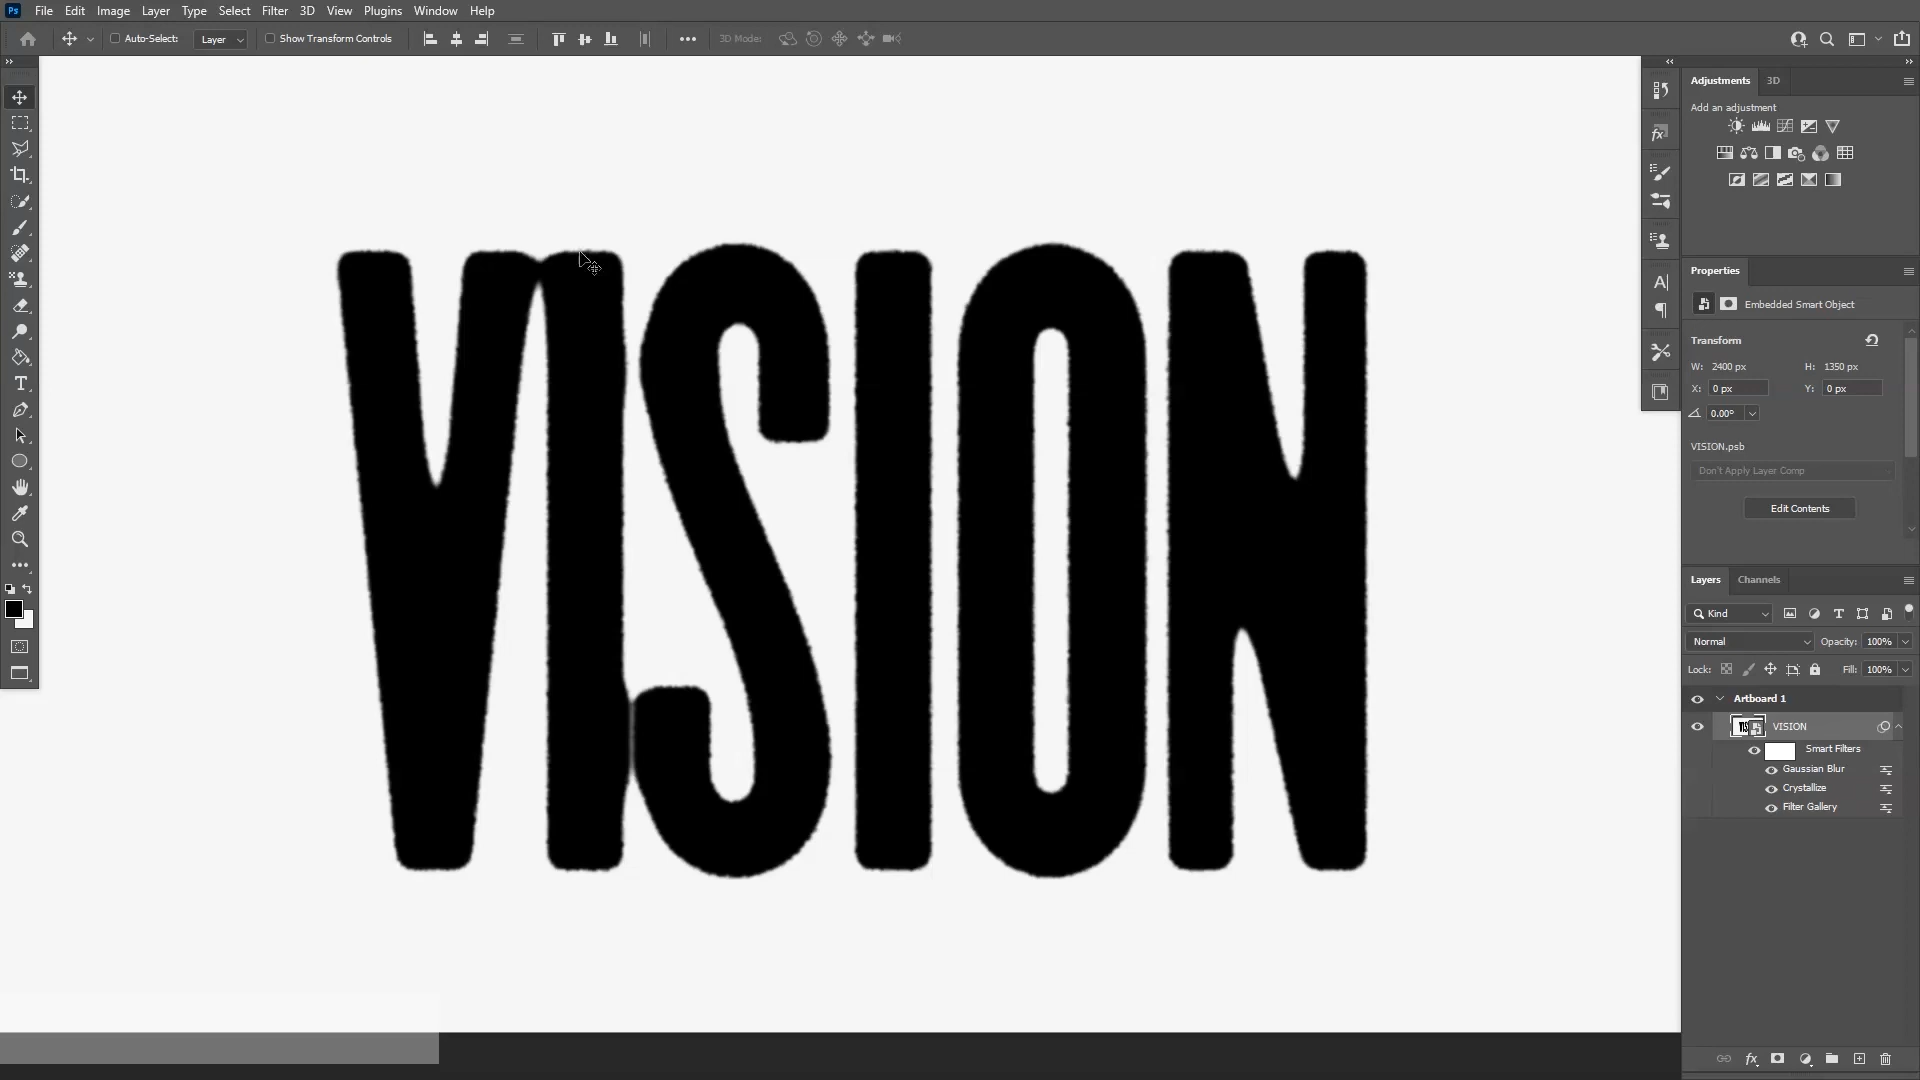 Ps File Edit Image Layer Type Select Filter 3D View Plugins Window Help
Auto-Select: Layer Show Transform Controls 3D Mode:
Adjustments 3D
Add an adjustment
Properties
Embedded Smart Object
Transform
W: 2400 px H: 1350 px
X: 0 px Y: 0 px
0.00°
VISION.psb
Don't Apply Layer Comp
Edit Contents
Layers Channels
Kind
Normal Opacity: 100%
Lock: Fill: 100%
Artboard 1
VISION
Smart Filters
Gaussian Blur
Crystallize
Filter Gallery
VISION